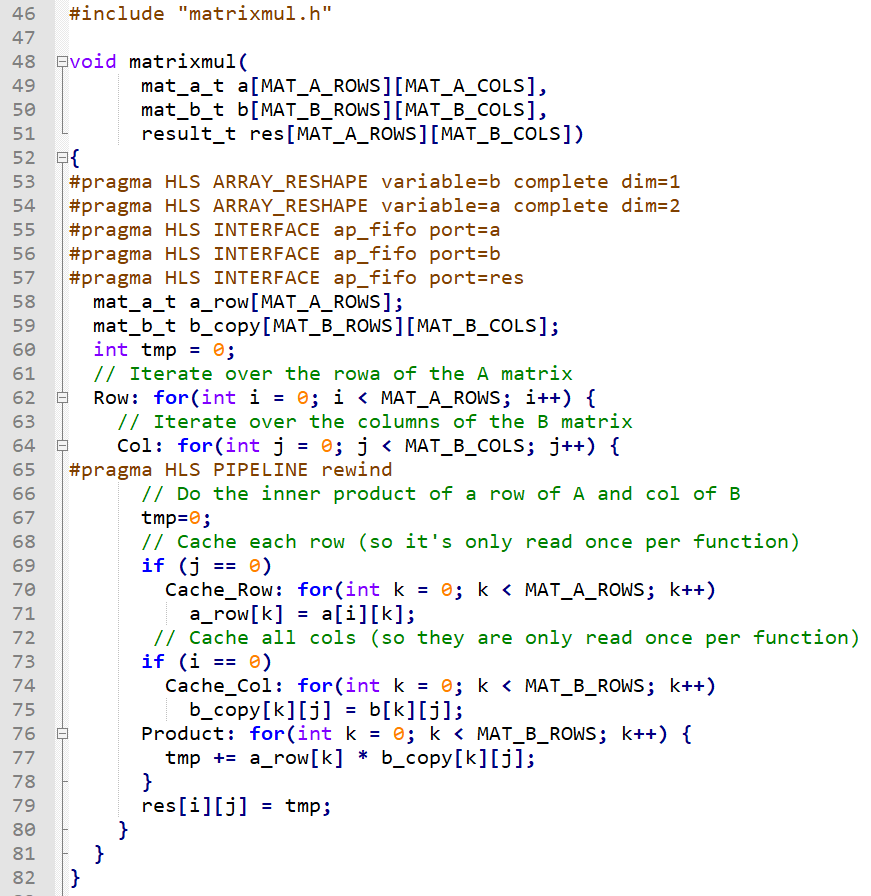 46 #include "matrixmul.h"
47
48 void matrixmul(
49       mat_a_t a[MAT_A_ROWS][MAT_A_COLS],
50       mat_b_t b[MAT_B_ROWS][MAT_B_COLS],
51       result_t res[MAT_A_ROWS][MAT_B_COLS])
52 {
53 #pragma HLS ARRAY_RESHAPE variable=b complete dim=1
54 #pragma HLS ARRAY_RESHAPE variable=a complete dim=2
55 #pragma HLS INTERFACE ap_fifo port=a
56 #pragma HLS INTERFACE ap_fifo port=b
57 #pragma HLS INTERFACE ap_fifo port=res
58   mat_a_t a_row[MAT_A_ROWS];
59   mat_b_t b_copy[MAT_B_ROWS][MAT_B_COLS];
60   int tmp = 0;
61   // Iterate over the rowa of the A matrix
62   Row: for(int i = 0; i < MAT_A_ROWS; i++) {
63     // Iterate over the columns of the B matrix
64     Col: for(int j = 0; j < MAT_B_COLS; j++) {
65 #pragma HLS PIPELINE rewind
66       // Do the inner product of a row of A and col of B
67       tmp=0;
68       // Cache each row (so it's only read once per function)
69       if (j == 0)
70         Cache_Row: for(int k = 0; k < MAT_A_ROWS; k++)
71           a_row[k] = a[i][k];
72        // Cache all cols (so they are only read once per function)
73       if (i == 0)
74         Cache_Col: for(int k = 0; k < MAT_B_ROWS; k++)
75           b_copy[k][j] = b[k][j];
76       Product: for(int k = 0; k < MAT_B_ROWS; k++) {
77         tmp += a_row[k] * b_copy[k][j];
78       }
79       res[i][j] = tmp;
80     }
81   }
82 }